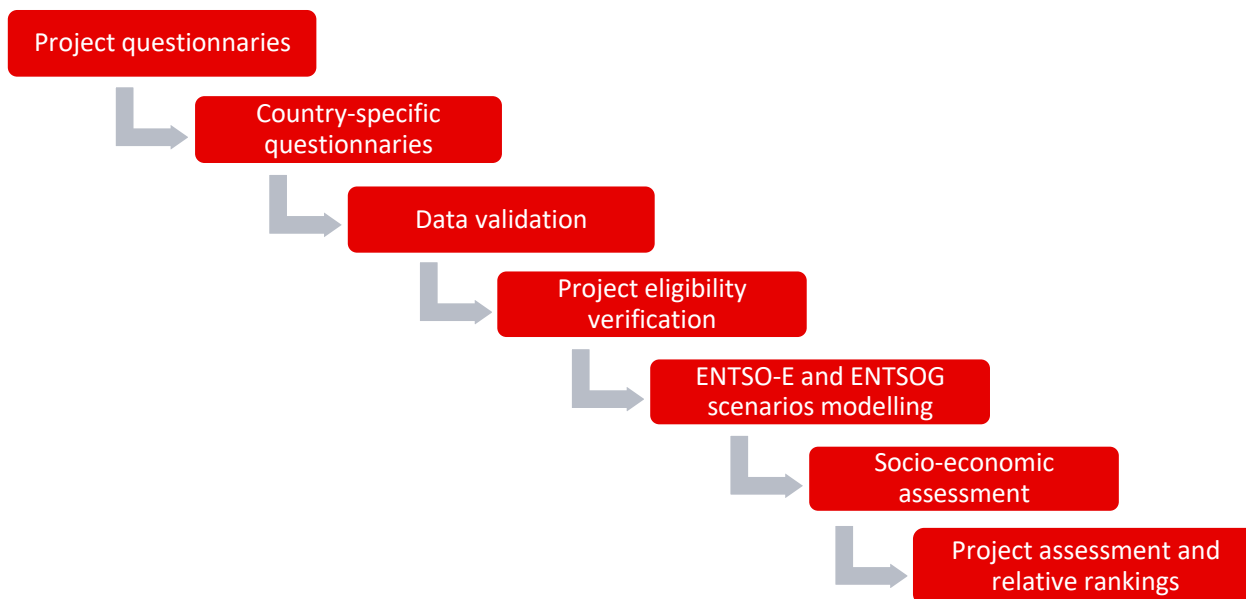 Project questionnaries
Country-specific
questionnaries
Data validation
Project eligibility
verification
ENTSO-E and ENTSOG
scenarios modelling
Socio-economic
assessment
Project assessment and
relative rankings